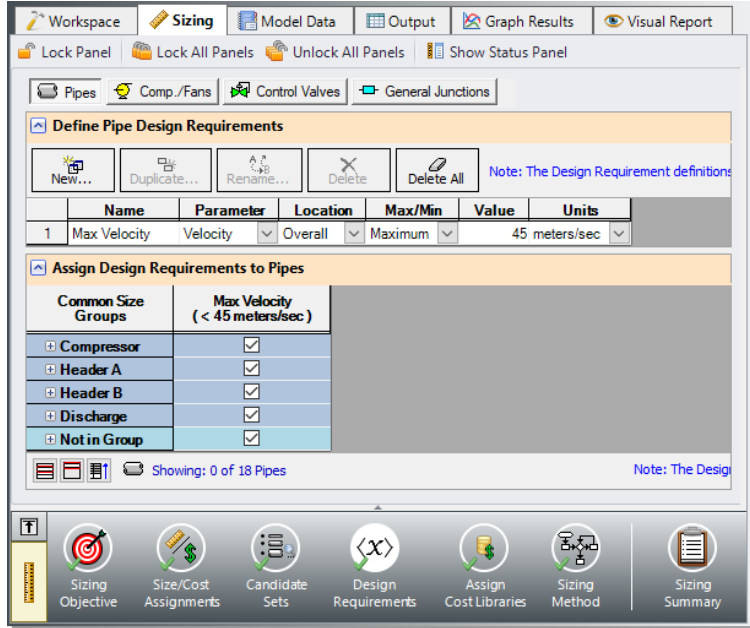 Workspace Sizing Model Data Output Graph Results Visual Report
Lock Panel Lock All Panels Unlock All Panels Show Status Panel
Pipes Comp./Fans Control Valves General Junctions
Define Pipe Design Requirements
New... Duplicate... Rename... Delete Delete All Note: The Design Requirement definitions
Name Parameter Location Max/Min Value Units
1 Max Velocity Velocity Overall Maximum 45 meters/sec
Assign Design Requirements to Pipes
Common Size Max Velocity
Groups ( < 45 meters/sec )
Compressor
Header A
Header B
Discharge
Not in Group
Showing: 0 of 18 Pipes Note: The Desig
Sizing Size/Cost Candidate Design Assign Sizing Sizing
Objective Assignments Sets Requirements Cost Libraries Method Summary